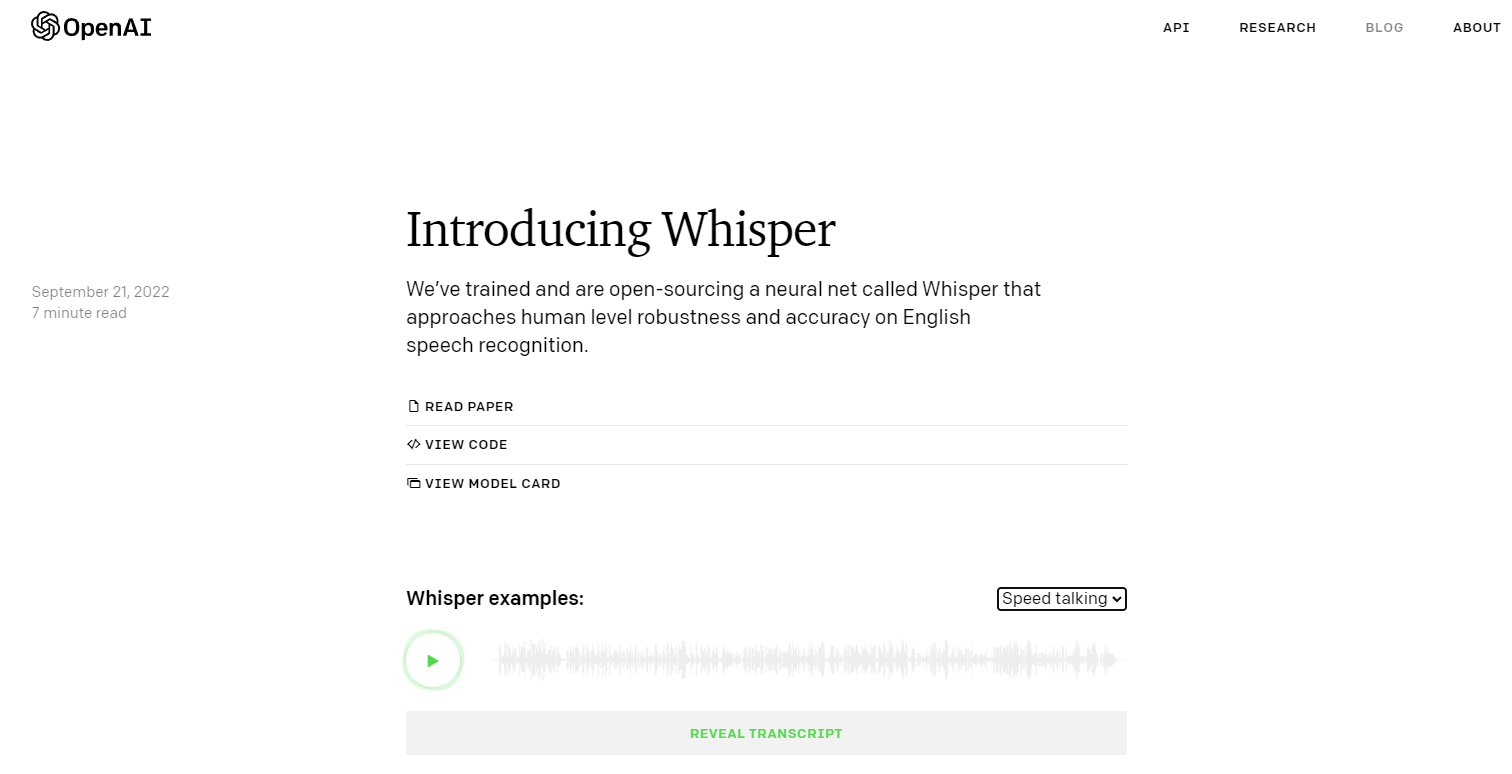 OpenAI
API RESEARCH BLOG ABOUT
Introducing Whisper
September 21, 2022
7 minute read
We’ve trained and are open-sourcing a neural net called Whisper that
approaches human level robustness and accuracy on English
speech recognition.
READ PAPER
VIEW CODE
VIEW MODEL CARD
Whisper examples:
Speed talking
REVEAL TRANSCRIPT